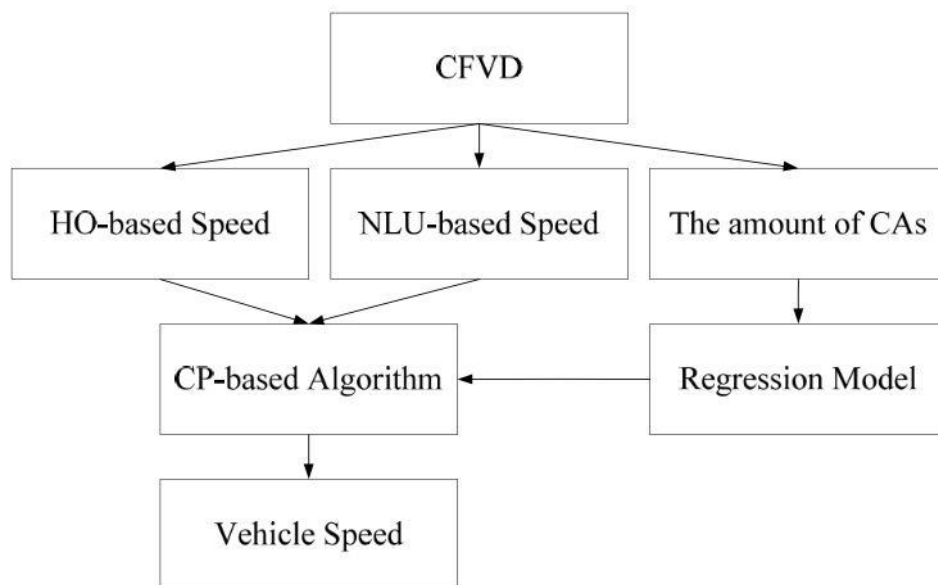 CFVD
HO-based Speed
NLU-based Speed
The amount of CAs
CP-based Algorithm
Regression Model
Vehicle Speed